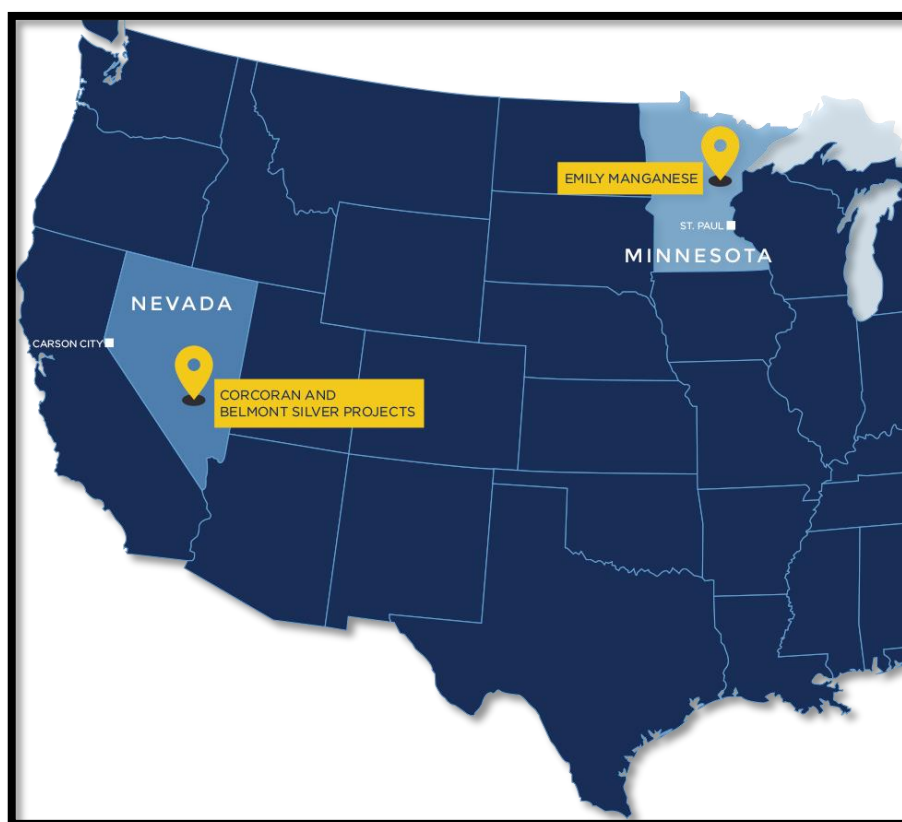 EMILY MANGANESE
ST. PAUL
MINNESOTA
NEVADA
CARSON CITY
CORCORAN AND
BELMONT SILVER PROJECTS